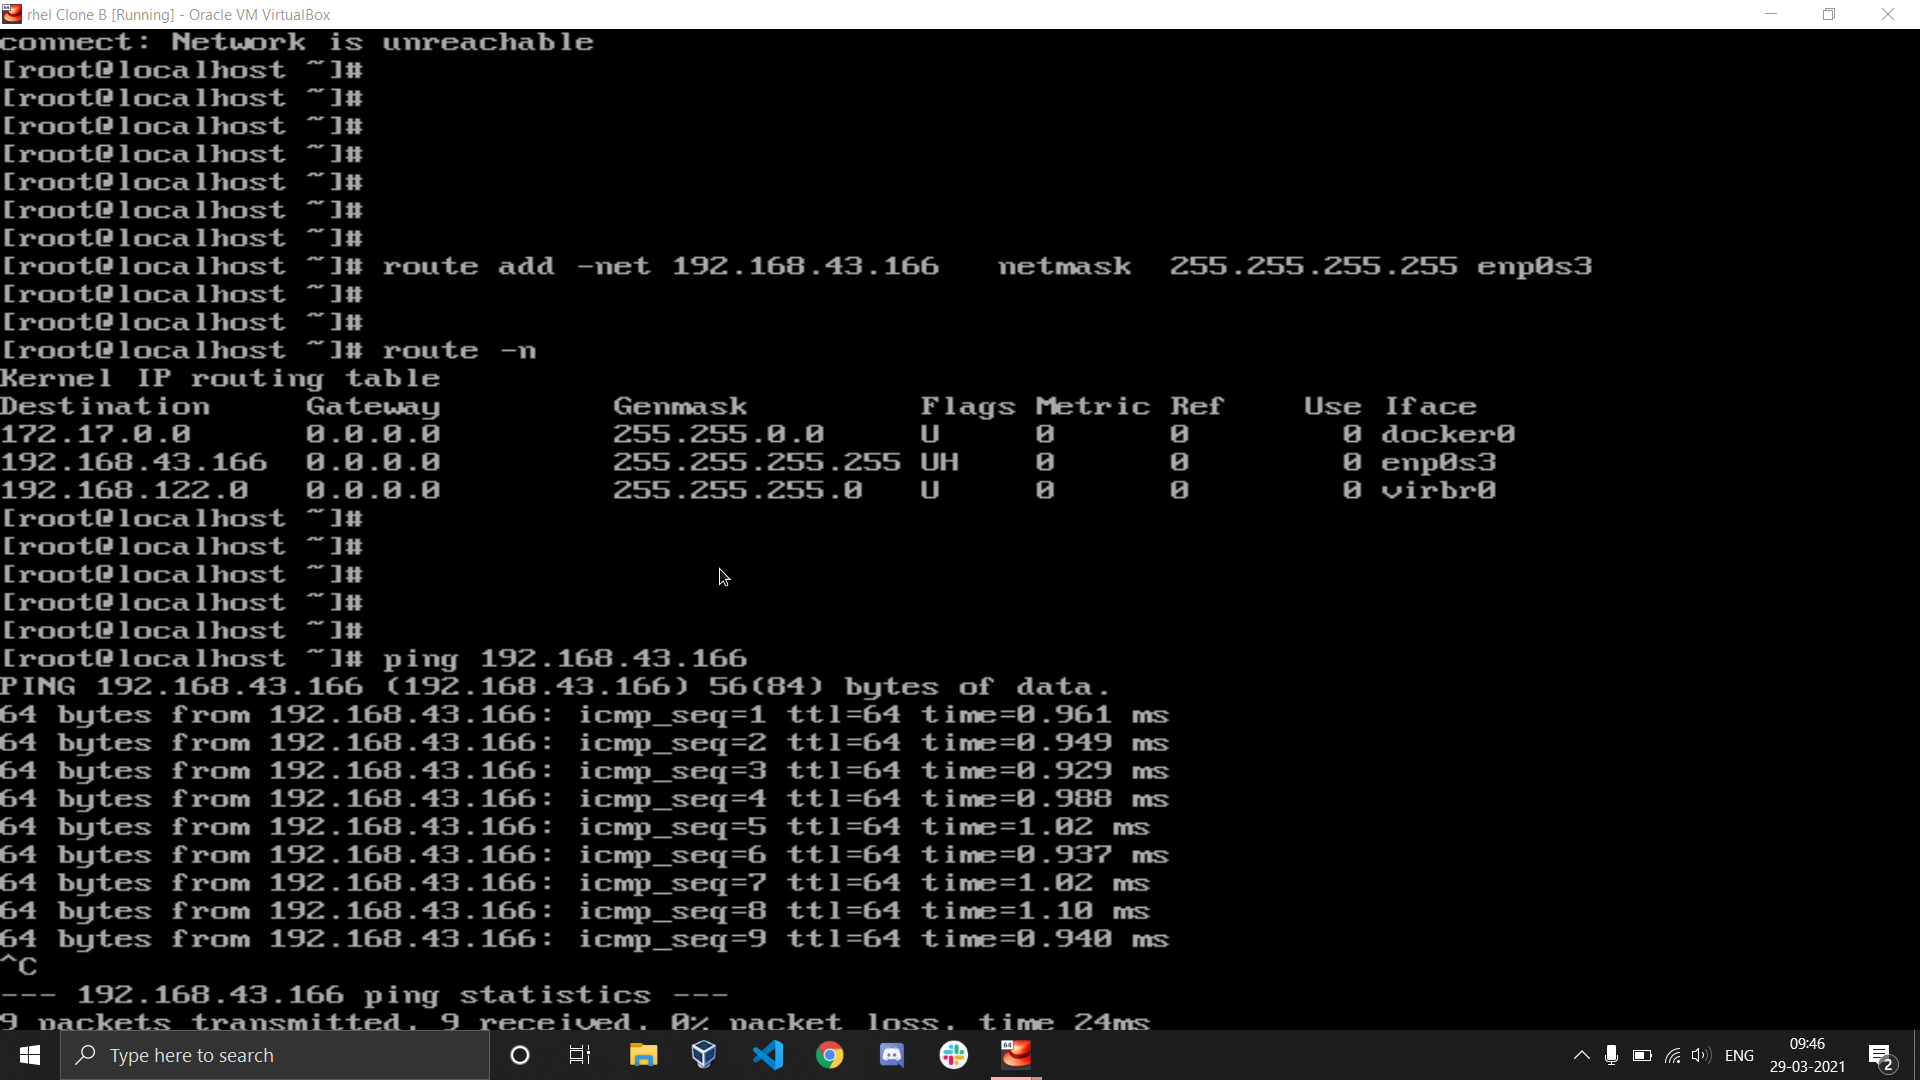 rhel Clone B [Running] - Oracle VM VirtualBox
connect: Network is unreachable
[root@localhost ~]#
[root@localhost ~]#
[root@localhost ~]#
[root@localhost ~]#
[root@localhost ~]#
[root@localhost ~]#
[root@localhost ~]#
[root@localhost ~]# route add -net 192.168.43.166   netmask  255.255.255.255 enp0s3
[root@localhost ~]#
[root@localhost ~]#
[root@localhost ~]# route -n
Kernel IP routing table
Destination     Gateway         Genmask         Flags Metric Ref    Use Iface
172.17.0.0      0.0.0.0         255.255.0.0     U     0      0        0 docker0
192.168.43.166  0.0.0.0         255.255.255.255 UH    0      0        0 enp0s3
192.168.122.0   0.0.0.0         255.255.255.0   U     0      0        0 virbr0
[root@localhost ~]#
[root@localhost ~]#
[root@localhost ~]#
[root@localhost ~]#
[root@localhost ~]#
[root@localhost ~]# ping 192.168.43.166
PING 192.168.43.166 (192.168.43.166) 56(84) bytes of data.
64 bytes from 192.168.43.166: icmp_seq=1 ttl=64 time=0.961 ms
64 bytes from 192.168.43.166: icmp_seq=2 ttl=64 time=0.949 ms
64 bytes from 192.168.43.166: icmp_seq=3 ttl=64 time=0.929 ms
64 bytes from 192.168.43.166: icmp_seq=4 ttl=64 time=0.988 ms
64 bytes from 192.168.43.166: icmp_seq=5 ttl=64 time=1.02 ms
64 bytes from 192.168.43.166: icmp_seq=6 ttl=64 time=0.937 ms
64 bytes from 192.168.43.166: icmp_seq=7 ttl=64 time=1.02 ms
64 bytes from 192.168.43.166: icmp_seq=8 ttl=64 time=1.10 ms
64 bytes from 192.168.43.166: icmp_seq=9 ttl=64 time=0.940 ms
^C
--- 192.168.43.166 ping statistics ---
9 packets transmitted, 9 received, 0% packet loss, time 24ms
Type here to search
64
ENG
09:46
29-03-2021
2